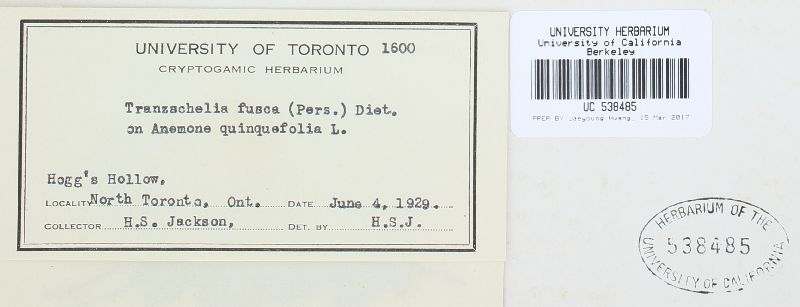 UNIVERSITY OF TORONTO 1600
CRYPTOGAMIC HERBARIUM
Tranzschelia fusca (Pers.) Diet.
on Anemone quinquefolia L.
Hogg's Hollow,
LOCALITY North Toronto, Ont. DATE June 4, 1929.
COLLECTOR H.S. Jackson, DET. BY H.S.J.
UNIVERSITY HERBARIUM
University of California
Berkeley
UC 538485
PREP BY Jaeyoung Huang, 15 Mar 2017
HERBARIUM OF THE
538485
UNIVERSITY OF CALIFORNIA